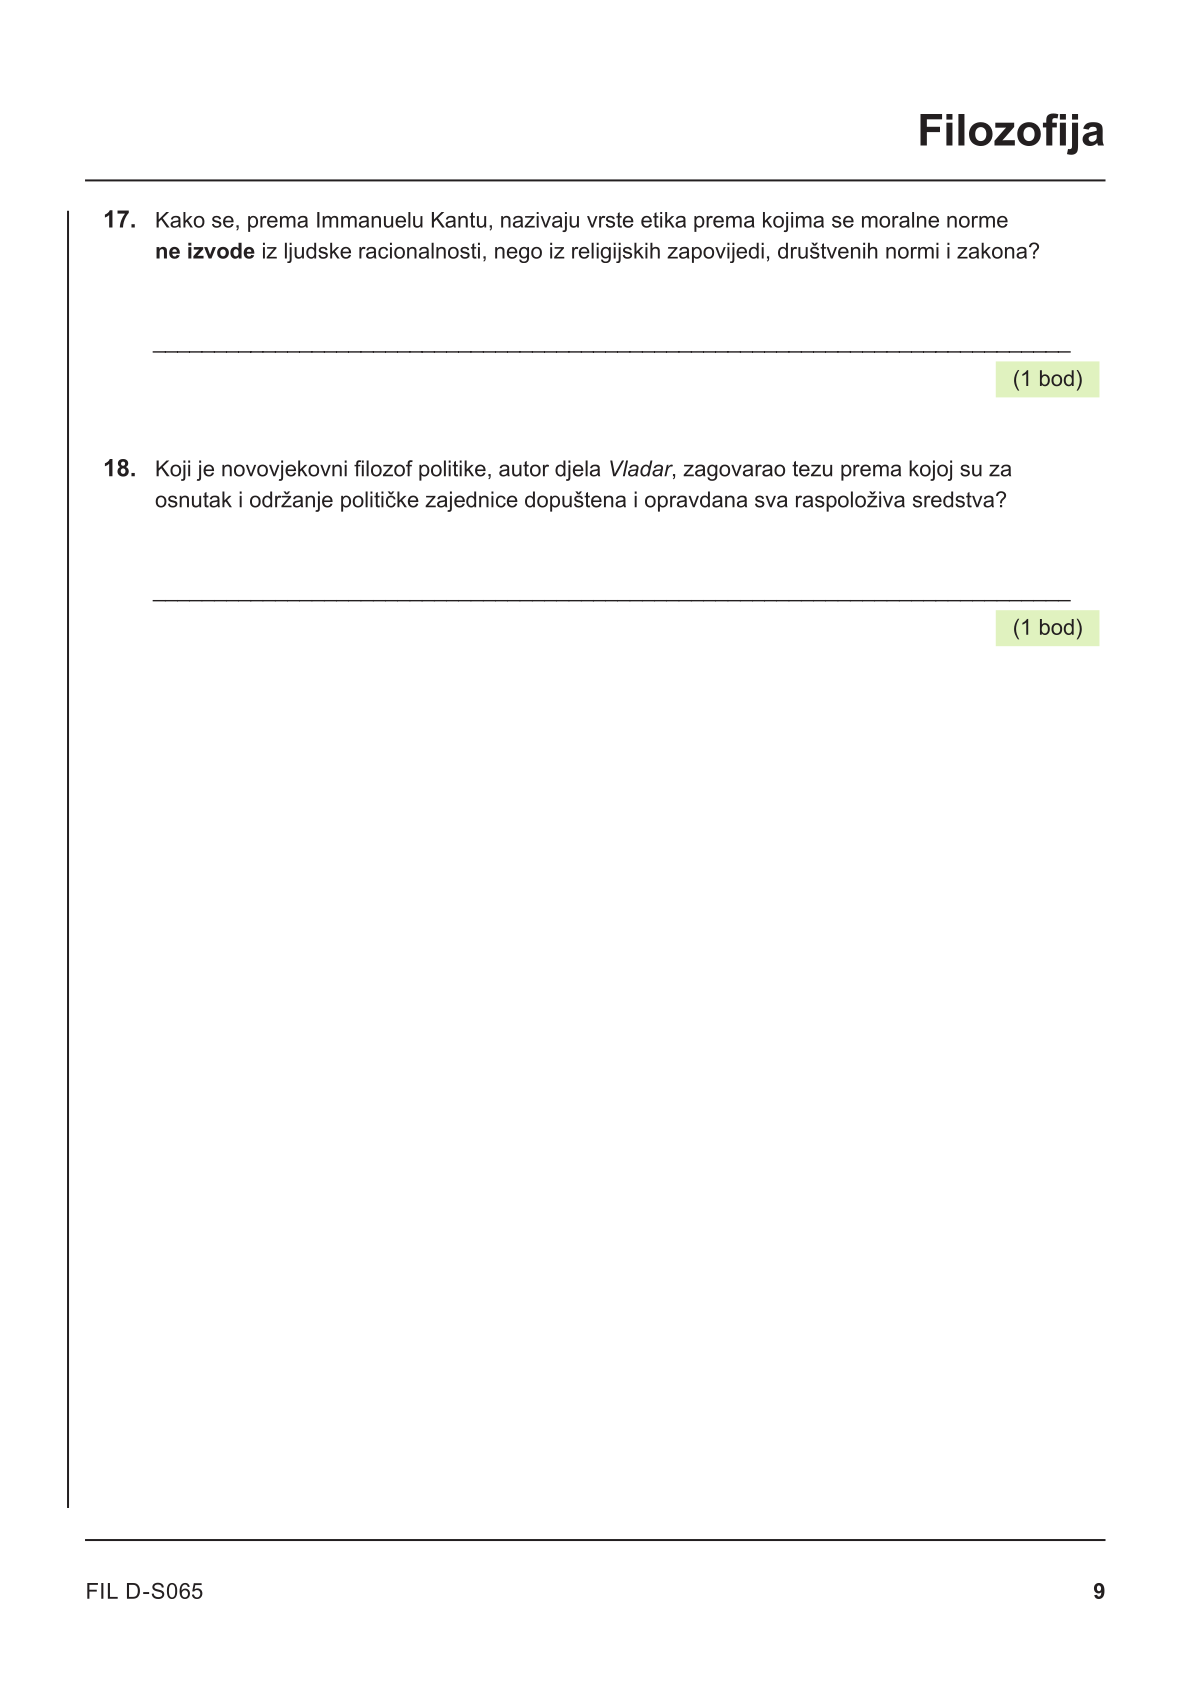 Filozofija
17. Kako se, prema Immanuelu Kantu, nazivaju vrste etika prema kojima se moralne norme
ne izvode iz ljudske racionalnosti, nego iz religijskih zapovijedi, društvenih normi i zakona?
(1 bod)
18. Koji je novovjekovni filozof politike, autor djela Vladar, zagovarao tezu prema kojoj su za
osnutak i održanje političke zajednice dopuštena i opravdana sva raspoloživa sredstva?
(1 bod)
FIL D-S065
9